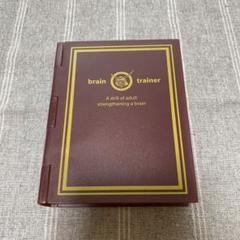 brain trainer
A drill of adult
strengthening a brain